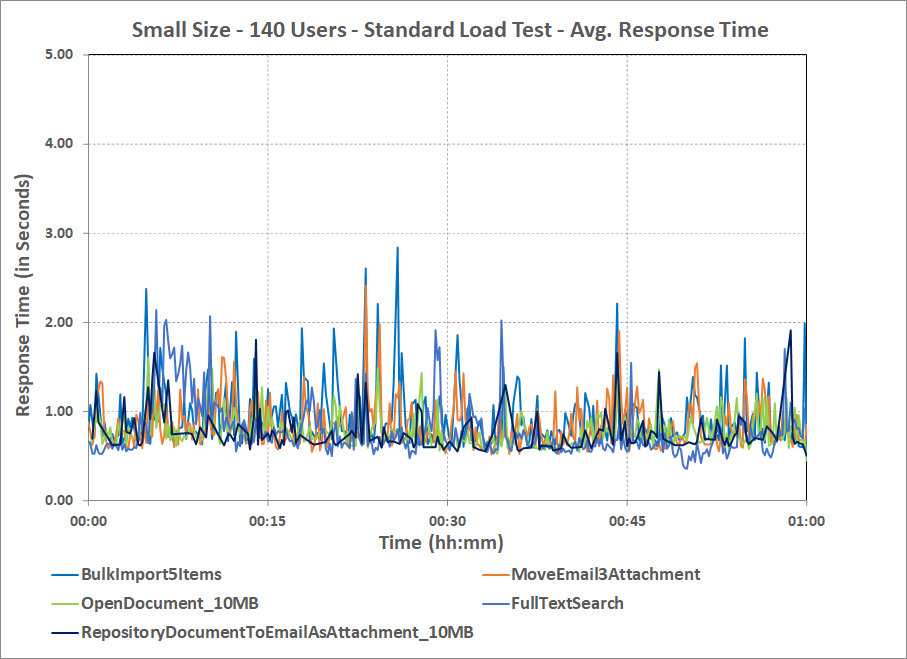 Small Size - 140 Users - Standard Load Test - Avg. Response Time
5.00
4.00
3.00
2.00
1.00
0.00
Response Time (in Seconds)
00:00 00:15 00:30 00:45 01:00
Time (hh:mm)
BulkImport5Items MoveEmail3Attachment
OpenDocument_10MB FullTextSearch
RepositoryDocumentToEmailAsAttachment_10MB